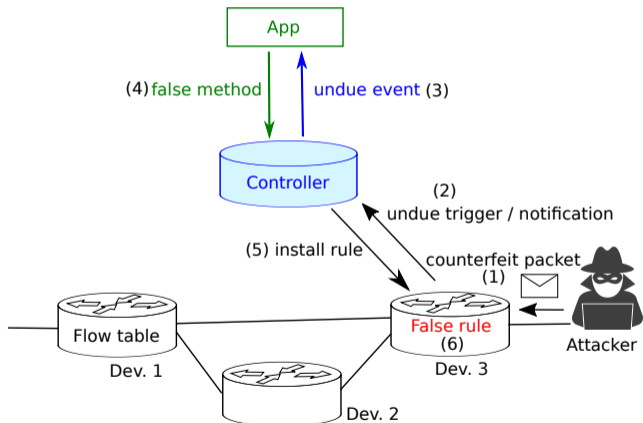 App
(4) false method
undue event (3)
Controller
(2)
undue trigger / notification
(5) install rule
counterfeit packet
(1)
Flow table
False rule
(6)
Attacker
Dev. 1
Dev. 3
Dev. 2